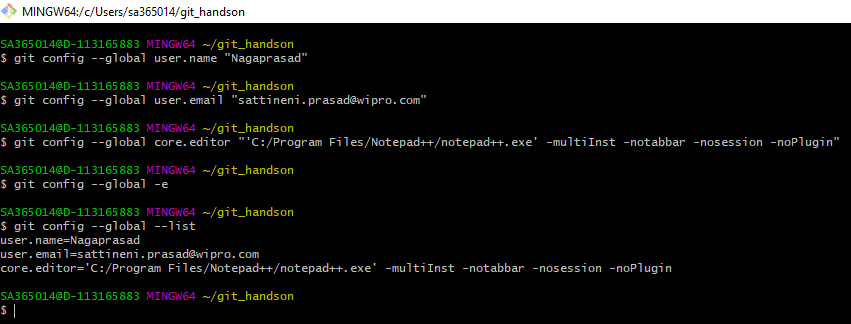 MINGW64:/c/Users/sa365014/git_handson
SA365014@D-113165883 MINGW64 ~/git_handson
$ git config --global user.name "Nagaprasad"
SA365014@D-113165883 MINGW64 ~/git_handson
$ git config --global user.email "sattineni.prasad@wipro.com"
SA365014@D-113165883 MINGW64 ~/git_handson
$ git config --global core.editor "'C:/Program Files/Notepad++/notepad++.exe' -multiInst -notabbar -nosession -noPlugin"
SA365014@D-113165883 MINGW64 ~/git_handson
$ git config --global -e
SA365014@D-113165883 MINGW64 ~/git_handson
$ git config --global --list
user.name=Nagaprasad
user.email=sattineni.prasad@wipro.com
core.editor='C:/Program Files/Notepad++/notepad++.exe' -multiInst -notabbar -nosession -noPlugin
SA365014@D-113165883 MINGW64 ~/git_handson
$